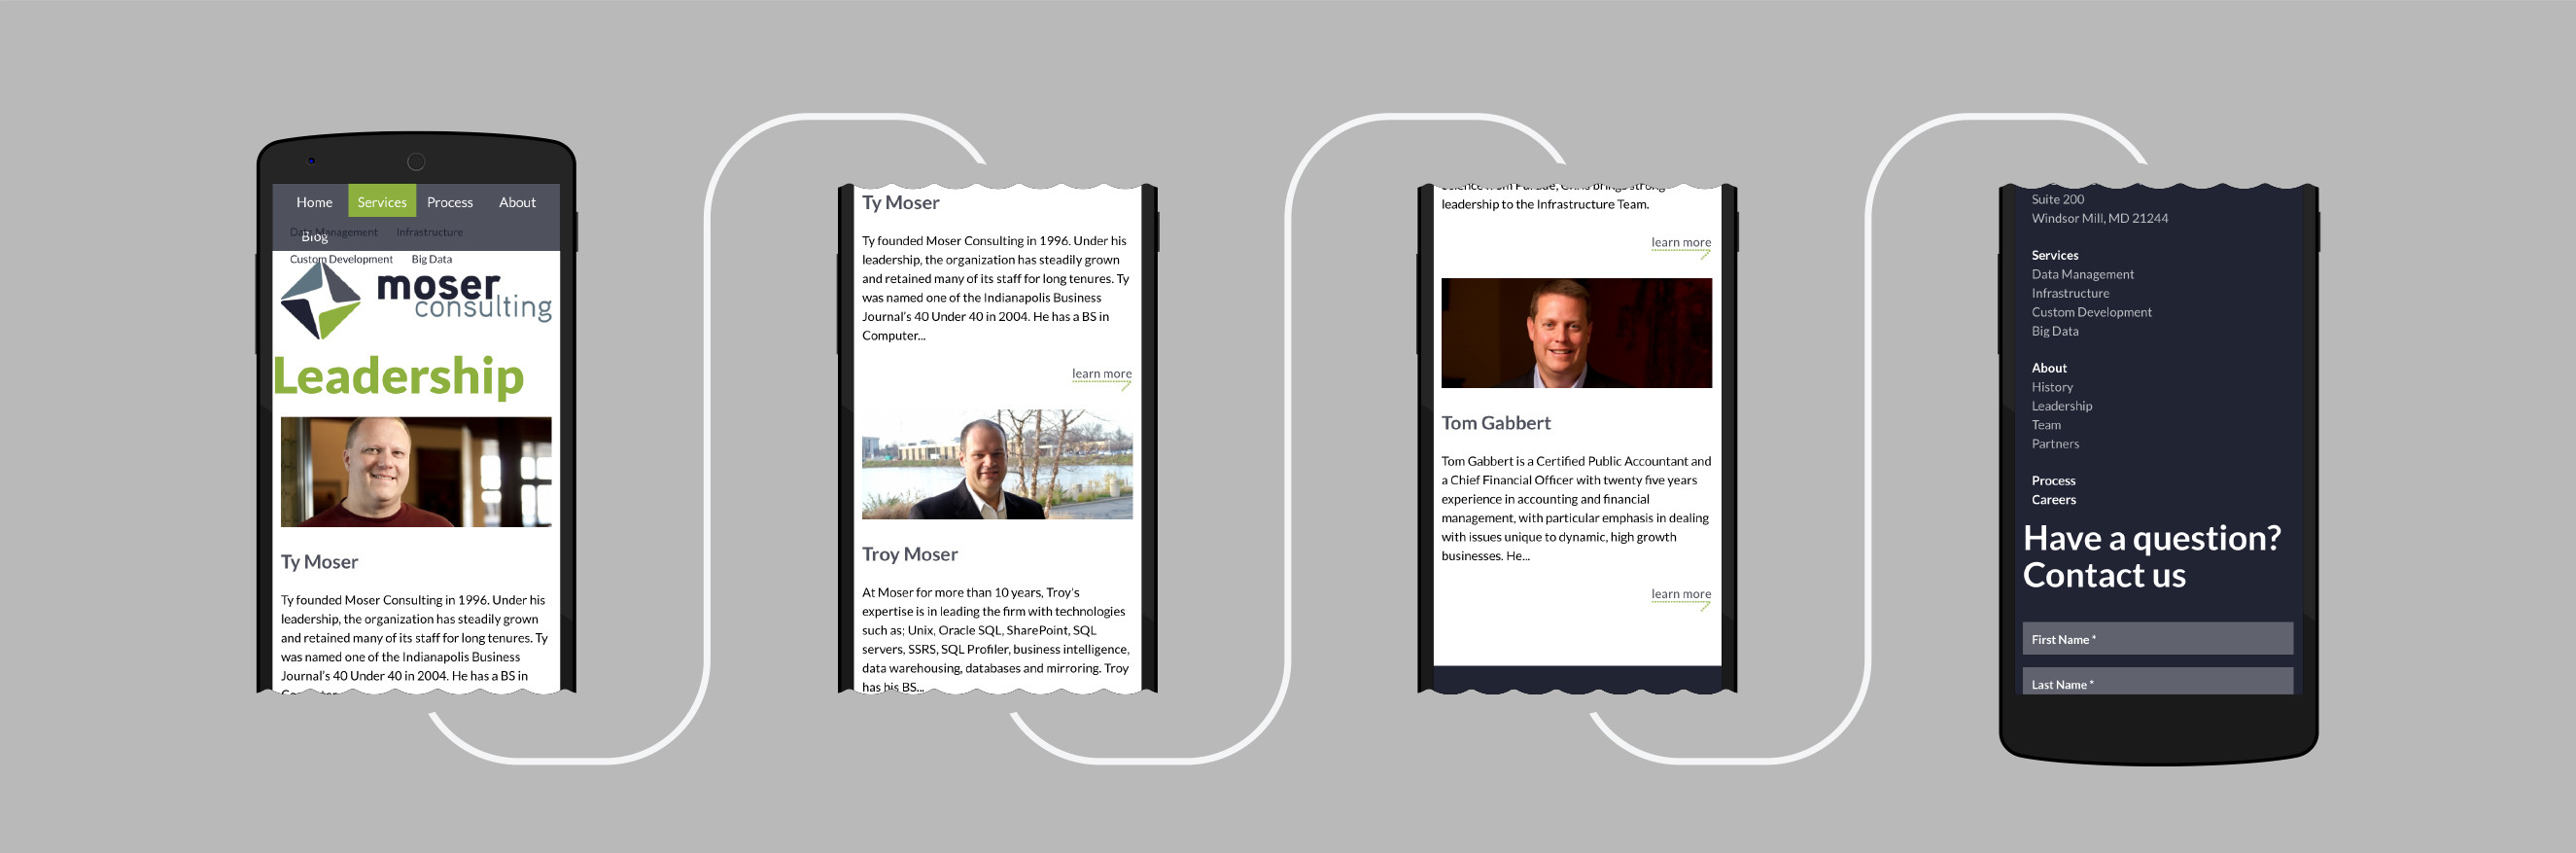 Home Services Process About
Data Management Infrastructure
Blog
Custom Development Big Data
moser
consulting
Leadership
Ty Moser
Ty founded Moser Consulting in 1996. Under his
leadership, the organization has steadily grown
and retained many of its staff for long tenures. Ty
was named one of the Indianapolis Business
Journal's 40 Under 40 in 2004. He has a BS in
Ty Moser
Ty founded Moser Consulting in 1996. Under his
leadership, the organization has steadily grown
and retained many of its staff for long tenures. Ty
was named one of the Indianapolis Business
Journal's 40 Under 40 in 2004. He has a BS in
Computer...
learn more
Troy Moser
At Moser for more than 10 years, Troy's
expertise is in leading the firm with technologies
such as; Unix, Oracle SQL, SharePoint, SQL
servers, SSRS, SQL Profiler, business intelligence,
data warehousing, databases and mirroring. Troy
has his BS...
science from Purdue, Chris brings strong
leadership to the Infrastructure Team.
learn more
Tom Gabbert
Tom Gabbert is a Certified Public Accountant and
a Chief Financial Officer with twenty five years
experience in accounting and financial
management, with particular emphasis in dealing
with issues unique to dynamic, high growth
businesses. He...
learn more
Suite 200
Windsor Mill, MD 21244
Services
Data Management
Infrastructure
Custom Development
Big Data
About
History
Leadership
Team
Partners
Process
Careers
Have a question?
Contact us
First Name *
Last Name *